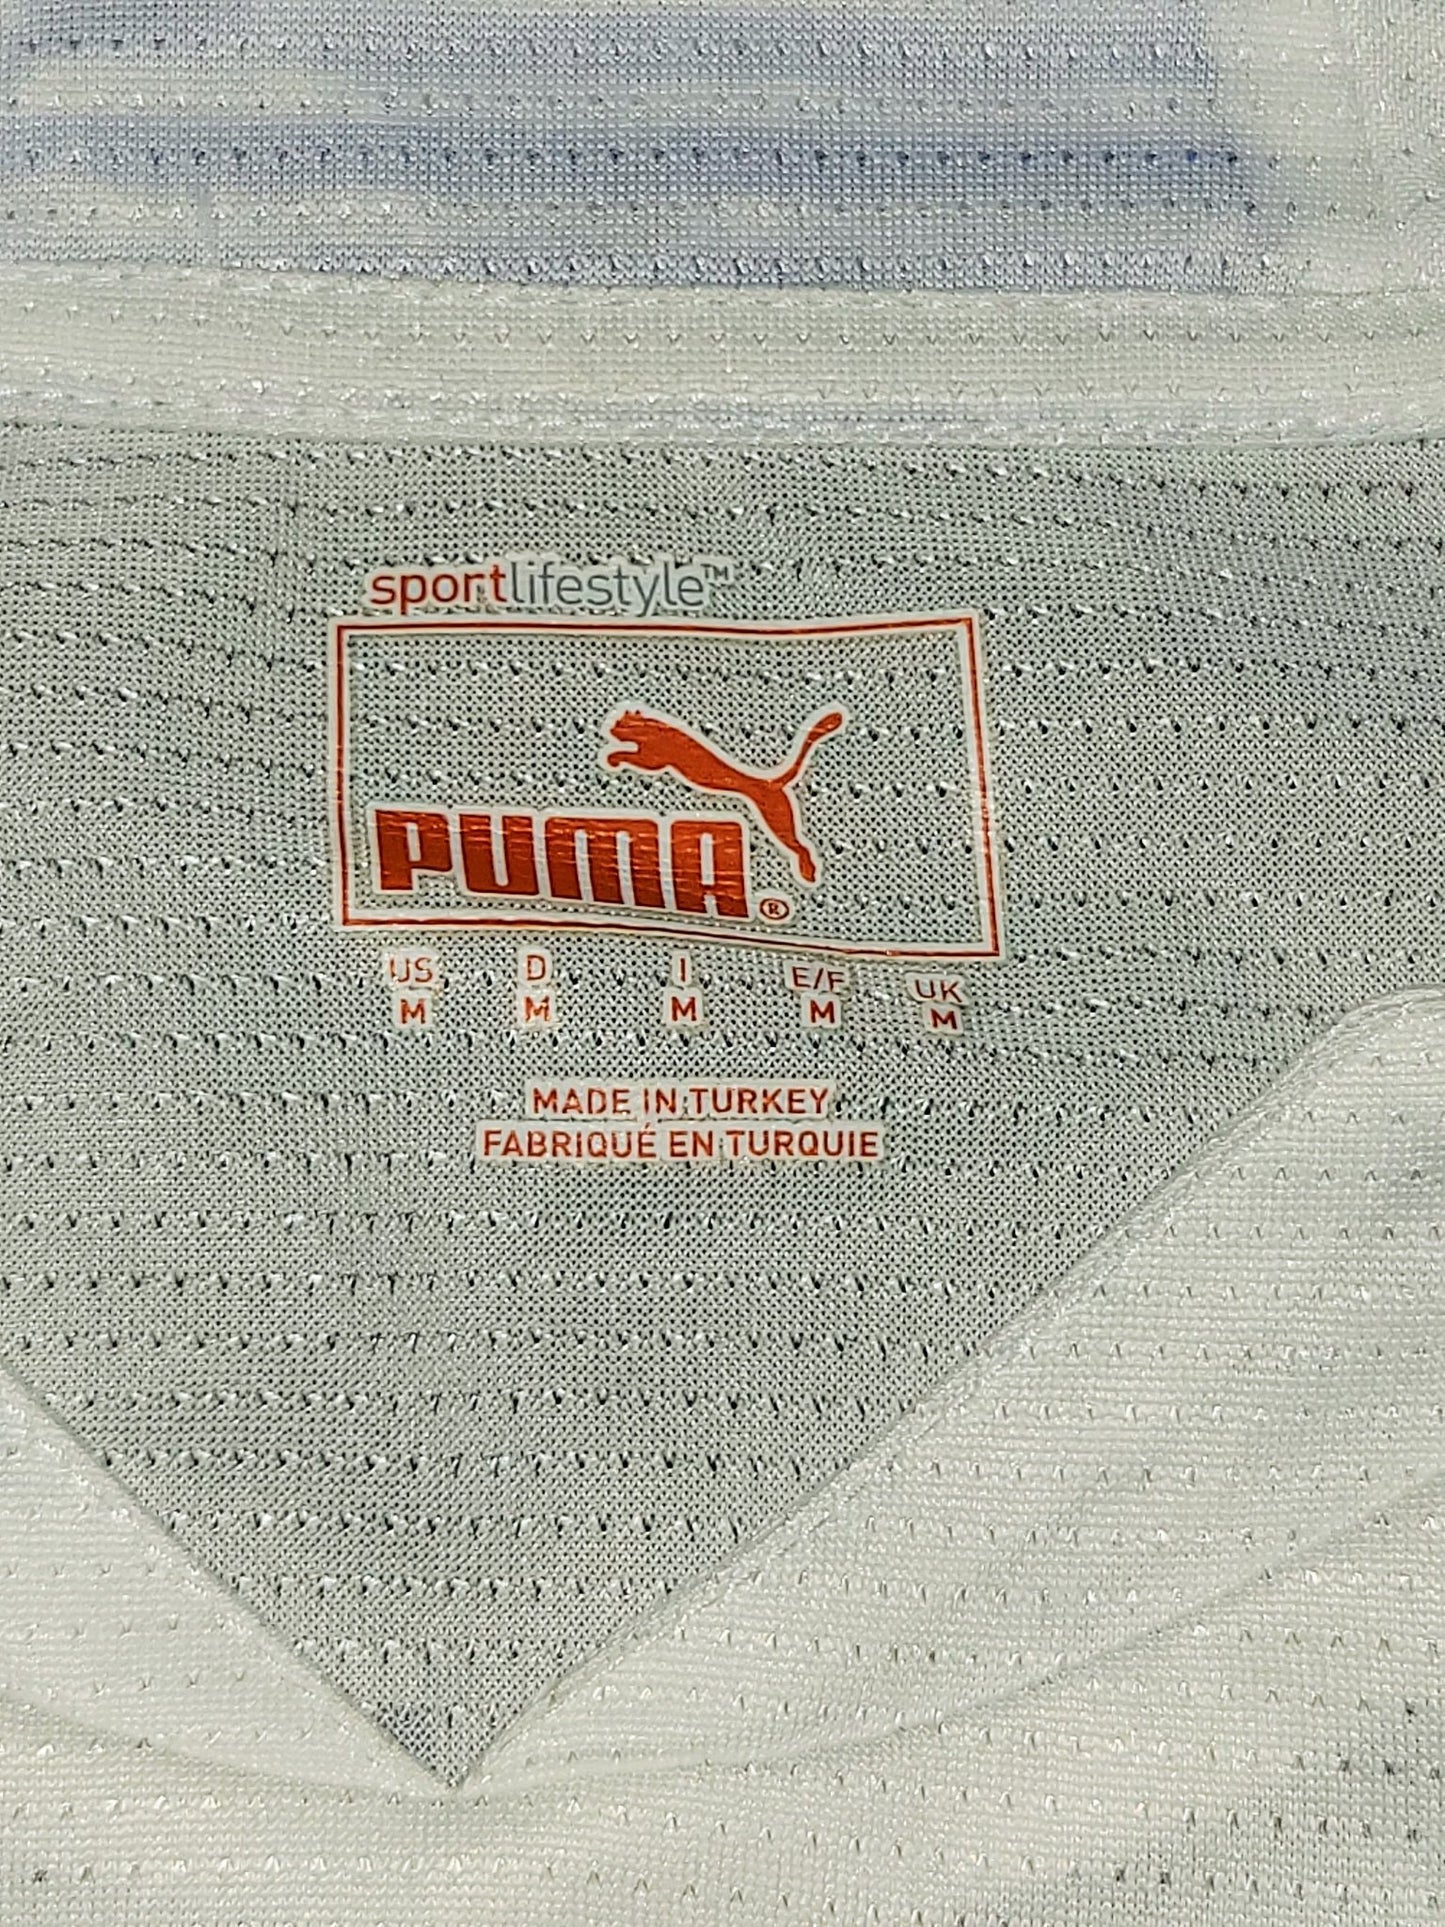 sportlifestyle™
PUMA®
US D I E/F UK
M M M M M
MADE IN TURKEY
FABRIQUÉ EN TURQUIE